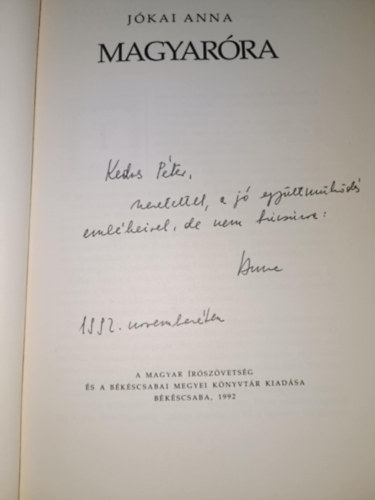 JÓKAI ANNA
MAGYARÓRA
Kedves Péter,
szeretettel, a jó együttműködés
emlékeivel, de nem búcsúzva:
Anna
1992. novemberében
A MAGYAR ÍRÓSZÖVETSÉG
ÉS A BÉKÉSCSABAI MEGYEI KÖNYVTÁR KIADÁSA
BÉKÉSCSABA, 1992